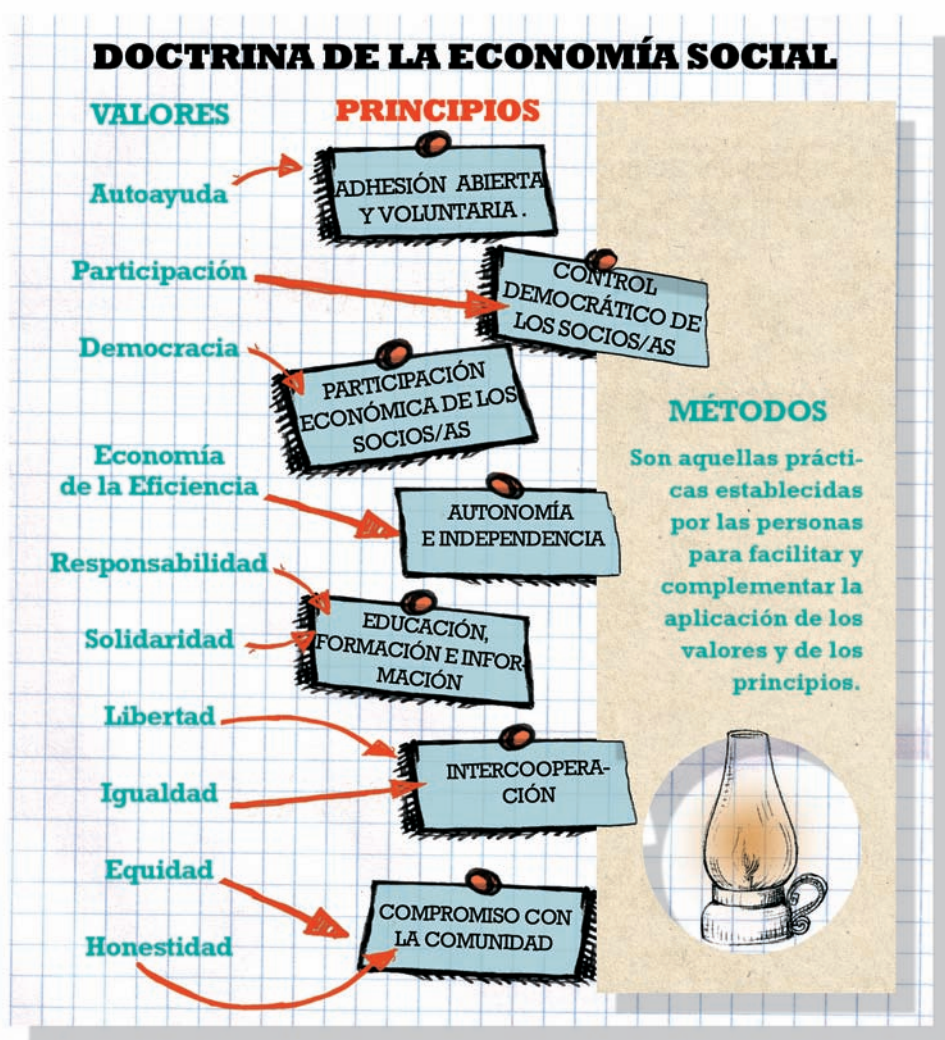 DOCTRINA DE LA ECONOMÍA SOCIAL
VALORES
Autoayuda
Participación
Democracia
Economía
de la Eficiencia
Responsabilidad
Solidaridad
Libertad
Igualdad
Equidad
Honestidad
PRINCIPIOS
ADHESIÓN ABIERTA
Y VOLUNTARIA .
CONTROL
DEMOCRÁTICO DE
LOS SOCIOS/AS
PARTICIPACIÓN
ECONÓMICA DE LOS
SOCIOS/AS
AUTONOMÍA
E INDEPENDENCIA
EDUCACIÓN,
FORMACIÓN E INFOR-
MACIÓN
INTERCOOPERA-
CIÓN
COMPROMISO CON
LA COMUNIDAD
MÉTODOS
Son aquellas prácti-
cas establecidas
por las personas
para facilitar y
complementar la
aplicación de los
valores y de los
principios.